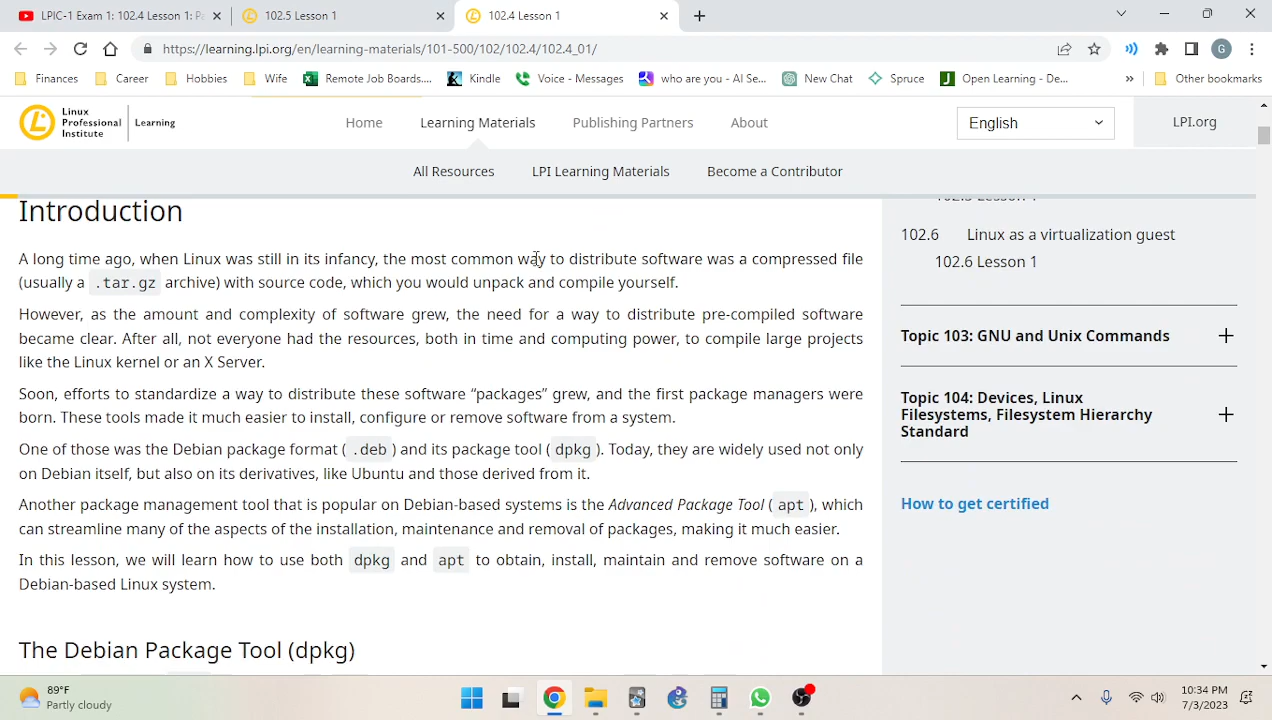 LPIC-1 Exam 1: 102.4 Lesson 1: Pa
102.5 Lesson 1
102.4 Lesson 1
https://learning.lpi.org/en/learning-materials/101-500/102/102.4/102.4_01/
G
Finances
Career
Hobbies
Wife
Remote Job Boards....
Kindle
Voice - Messages
who are you - AI Se...
New Chat
Spruce
Open Learning - De...
»
Other bookmarks
Linux
Professional
Institute
Learning
Home
Learning Materials
Publishing Partners
About
English
LPI.org
All Resources
LPI Learning Materials
Become a Contributor
Introduction
A long time ago, when Linux was still in its infancy, the most common way to distribute software was a compressed file
(usually a .tar.gz archive) with source code, which you would unpack and compile yourself.
However, as the amount and complexity of software grew, the need for a way to distribute pre-compiled software
became clear. After all, not everyone had the resources, both in time and computing power, to compile large projects
like the Linux kernel or an X Server.
Soon, efforts to standardize a way to distribute these software “packages” grew, and the first package managers were
born. These tools made it much easier to install, configure or remove software from a system.
One of those was the Debian package format ( .deb ) and its package tool ( dpkg ). Today, they are widely used not only
on Debian itself, but also on its derivatives, like Ubuntu and those derived from it.
Another package management tool that is popular on Debian-based systems is the Advanced Package Tool ( apt ), which
can streamline many of the aspects of the installation, maintenance and removal of packages, making it much easier.
In this lesson, we will learn how to use both dpkg and apt to obtain, install, maintain and remove software on a
Debian-based Linux system.
The Debian Package Tool (dpkg)
102.5 Lesson 1
102.6 Linux as a virtualization guest
102.6 Lesson 1
Topic 103: GNU and Unix Commands
Topic 104: Devices, Linux
Filesystems, Filesystem Hierarchy
Standard
How to get certified
89°F
Partly cloudy
10:34 PM
7/3/2023